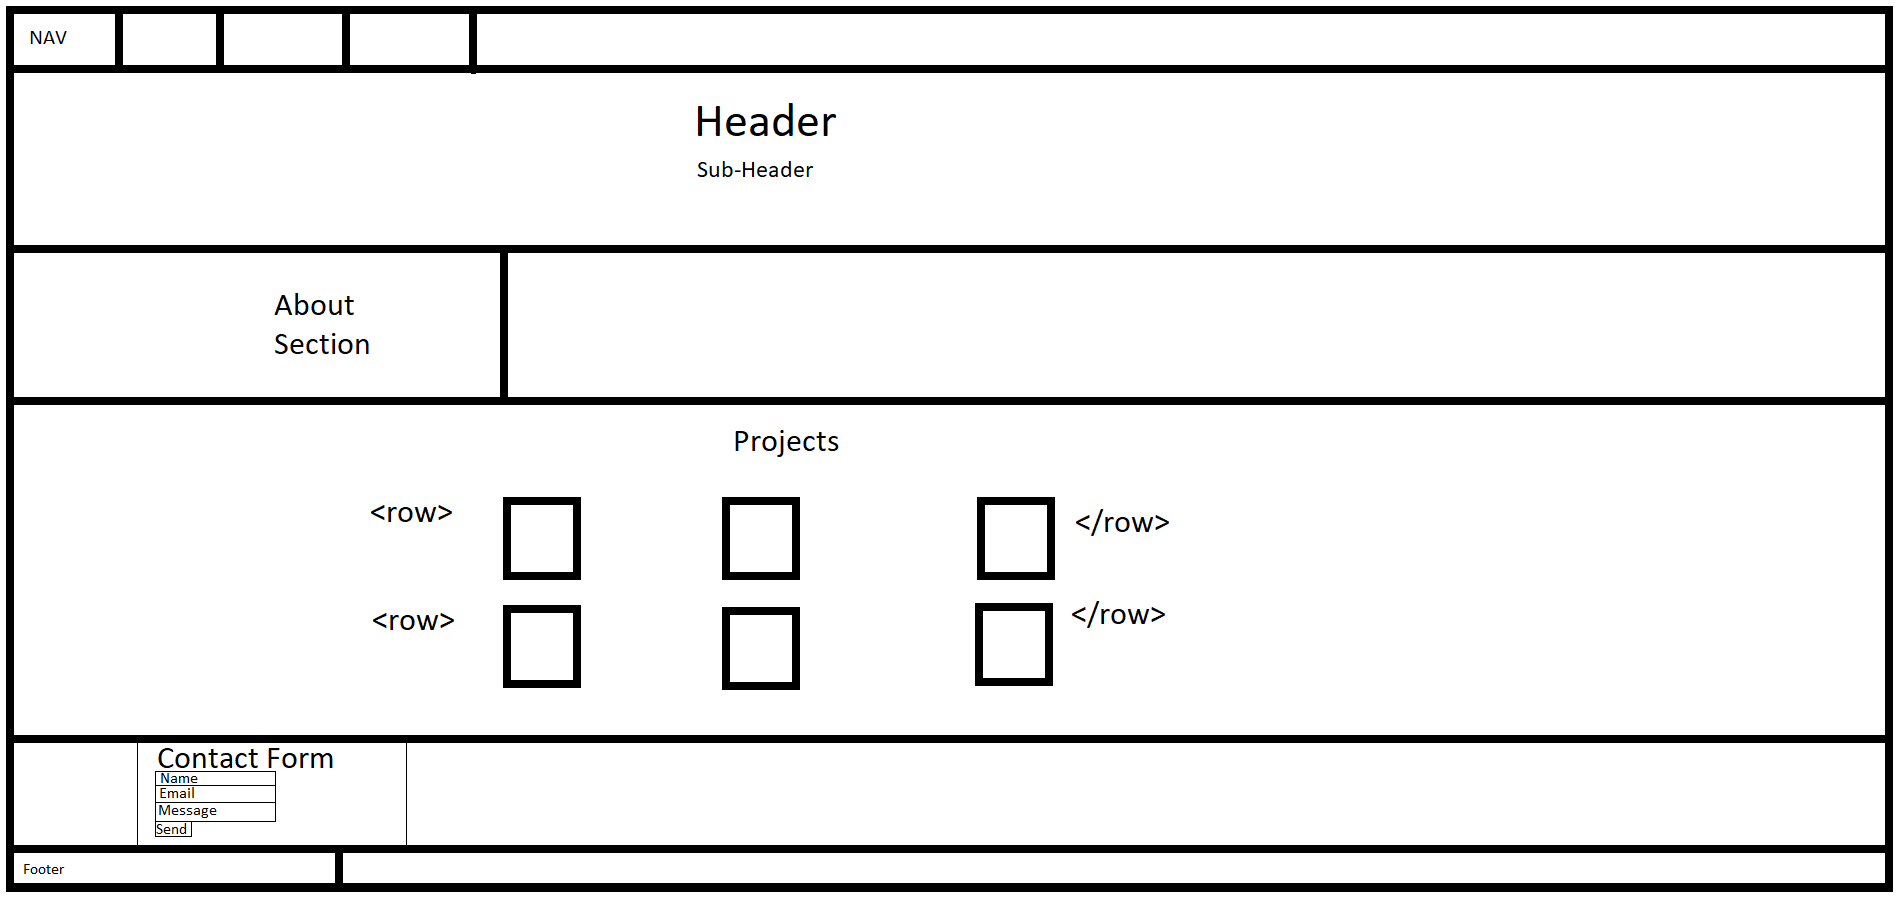 NAV
Header
Sub-Header
About
Section
Projects
<row>
</row>
<row>
</row>
Contact Form
Name
Email
Message
Send
Footer